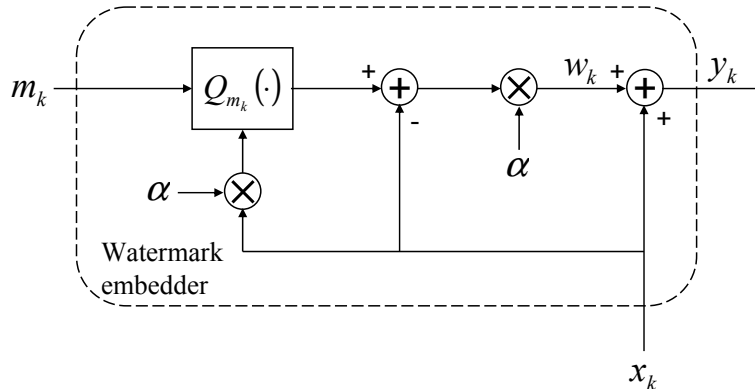 m_k
Q_{m_k}(·)
+
+
-
×
w_k
+
+
+
y_k
α
×
α
Watermark
embedder
x_k